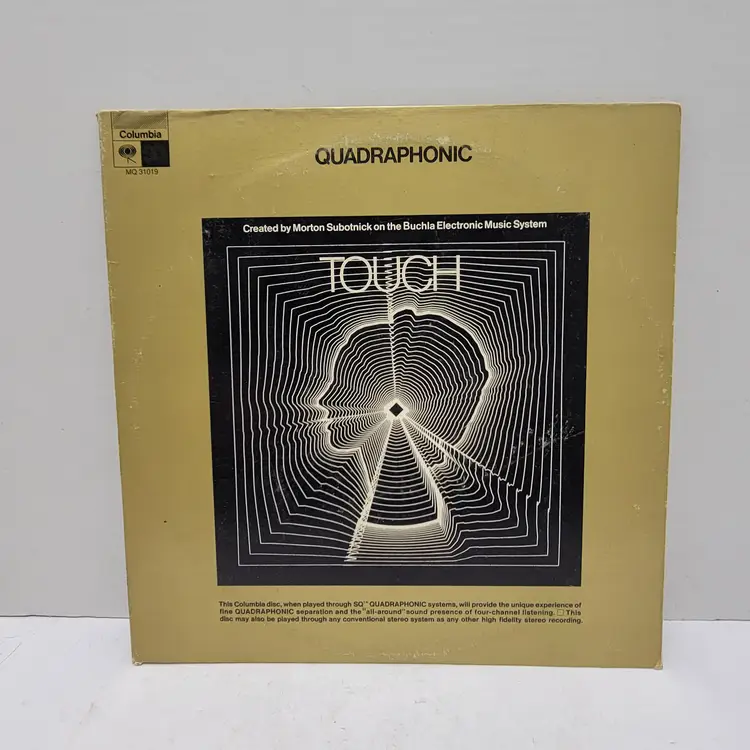 Columbia
MQ 31019
QUADRAPHONIC
Created by Morton Subotnick on the Buchla Electronic Music System
TOUCH
This Columbia disc, when played through SQ™ QUADRAPHONIC systems, will provide the unique experience of
fine QUADRAPHONIC separation and the "all-around" sound presence of four-channel listening. □ This
disc may also be played through any conventional stereo system as any other high fidelity stereo recording.